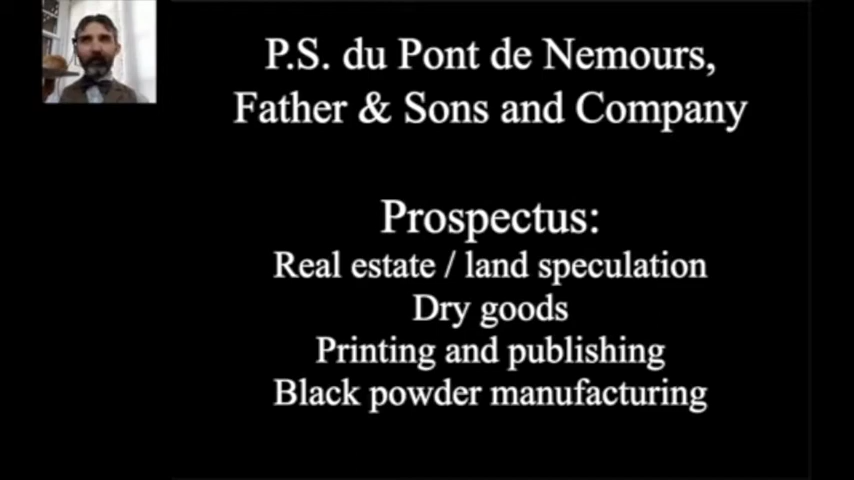 P.S. du Pont de Nemours,
Father & Sons and Company
Prospectus:
Real estate / land speculation
Dry goods
Printing and publishing
Black powder manufacturing